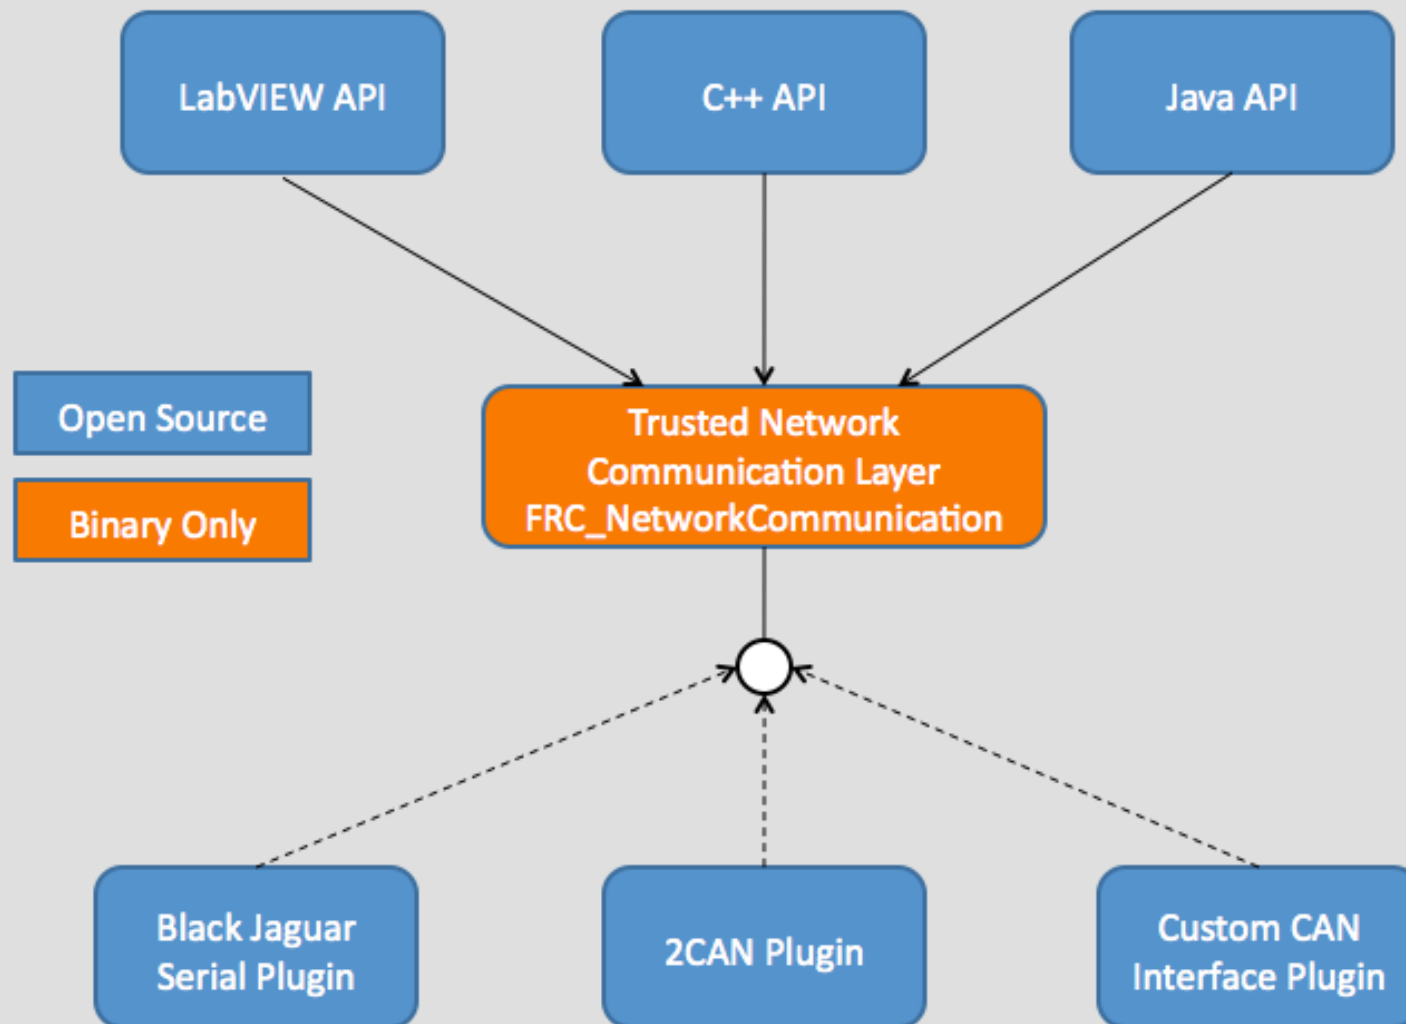 LabVIEW API
C++ API
Java API
Open Source
Binary Only
Trusted Network
Communication Layer
FRC_NetworkCommunication
Black Jaguar
Serial Plugin
2CAN Plugin
Custom CAN
Interface Plugin